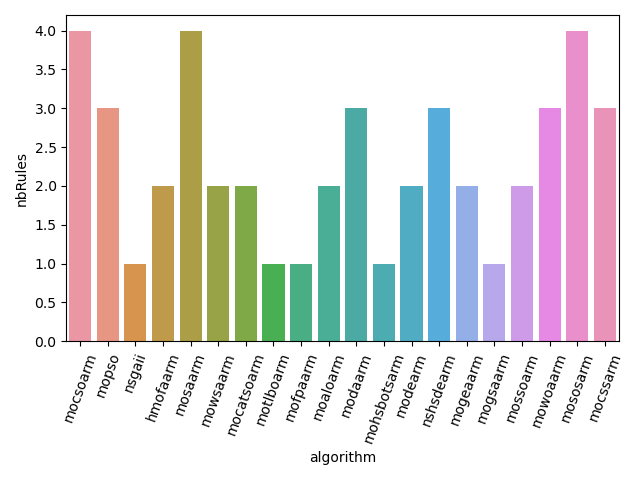 4.0
3.5
3.0
2.5
2.0
1.5
1.0
0.5
0.0
nbRules
mocsoarm
mopso
nsgaii
hmofaarm
mosaarm
mowsaarm
mocatsoarm
motlboarm
mofpaarm
moaloarm
modaarm
mohsbotsarm
modearm
nshsdearm
mogeaarm
mogsaarm
mossoarm
mowoaarm
mososarm
mocssarm
algorithm